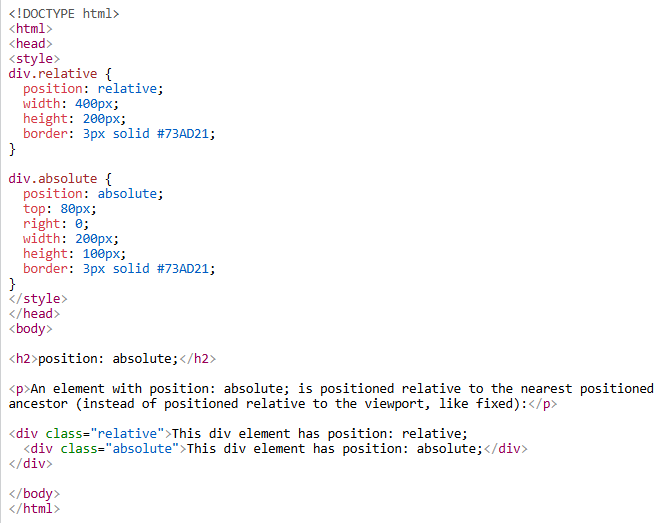 <!DOCTYPE html>
<html>
<head>
<style>
div.relative {
  position: relative;
  width: 400px;
  height: 200px;
  border: 3px solid #73AD21;
}

div.absolute {
  position: absolute;
  top: 80px;
  right: 0;
  width: 200px;
  height: 100px;
  border: 3px solid #73AD21;
}
</style>
</head>
<body>

<h2>position: absolute;</h2>

<p>An element with position: absolute; is positioned relative to the nearest positioned
ancestor (instead of positioned relative to the viewport, like fixed):</p>

<div class="relative">This div element has position: relative;
  <div class="absolute">This div element has position: absolute;</div>
</div>

</body>
</html>